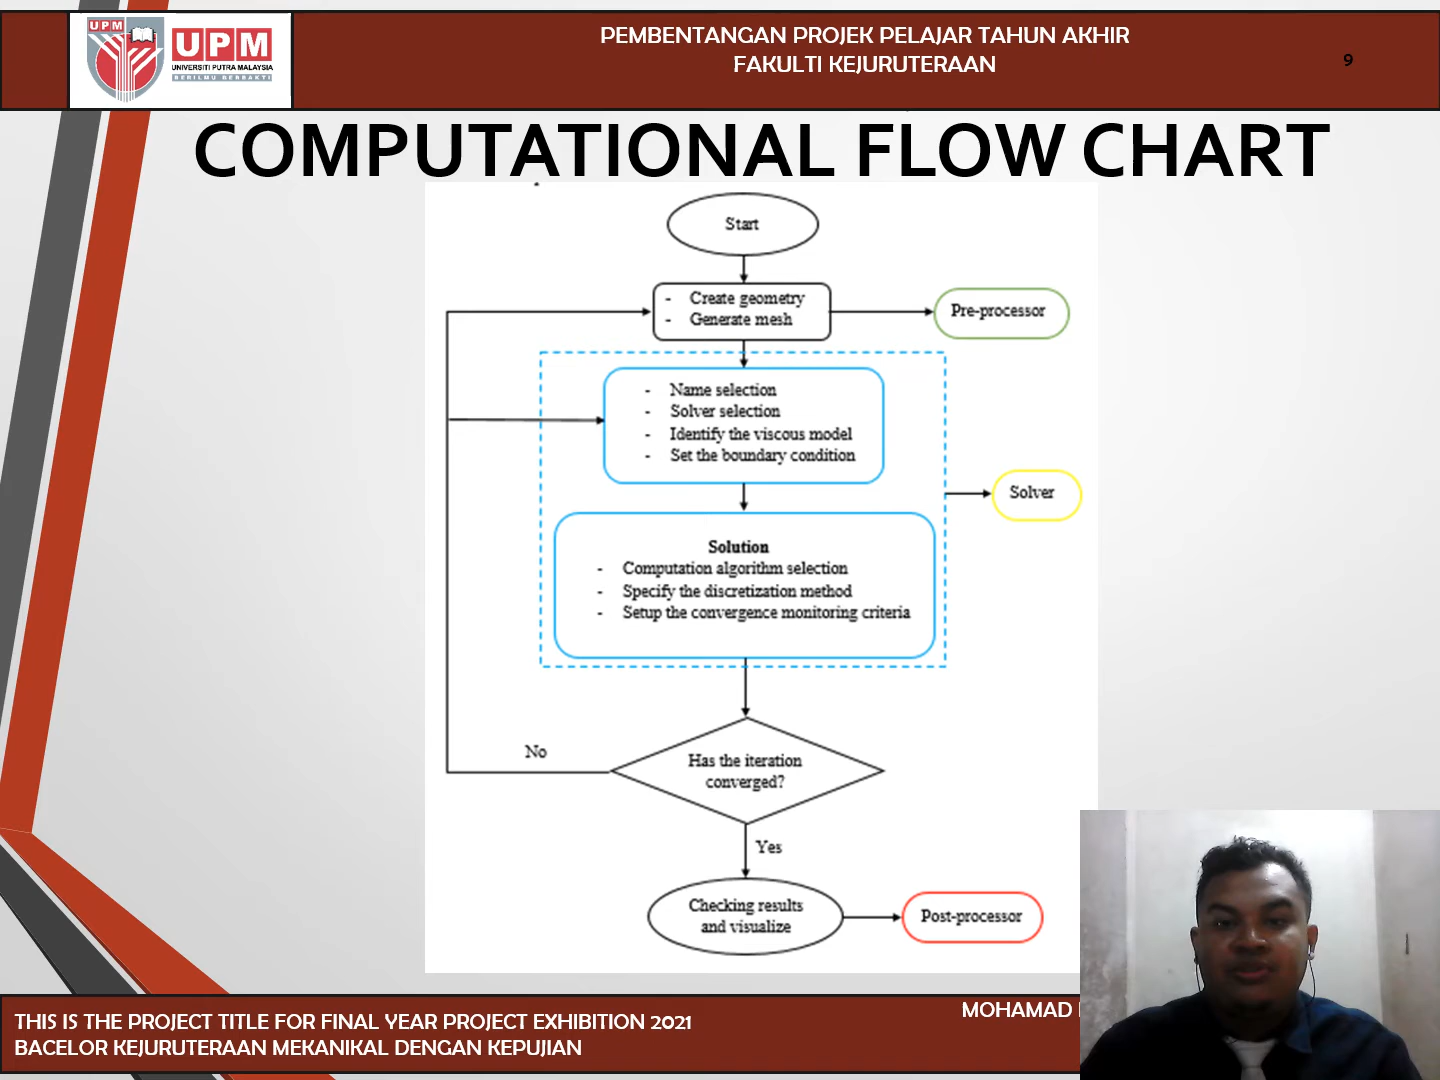 UPM
UPM
UNIVERSITI PUTRA MALAYSIA
BERILMU BERBAKTI
PEMBENTANGAN PROJEK PELAJAR TAHUN AKHIR
FAKULTI KEJURUTERAAN
9
COMPUTATIONAL FLOW CHART
Start
- Create geometry
- Generate mesh
Pre-processor
- Name selection
- Solver selection
- Identify the viscous model
- Set the boundary condition
Solver
Solution
- Computation algorithm selection
- Specify the discretization method
- Setup the convergence monitoring criteria
No
Has the iteration
converged?
Yes
Checking results
and visualize
Post-processor
MOHAMAD
THIS IS THE PROJECT TITLE FOR FINAL YEAR PROJECT EXHIBITION 2021
BACELOR KEJURUTERAAN MEKANIKAL DENGAN KEPUJIAN